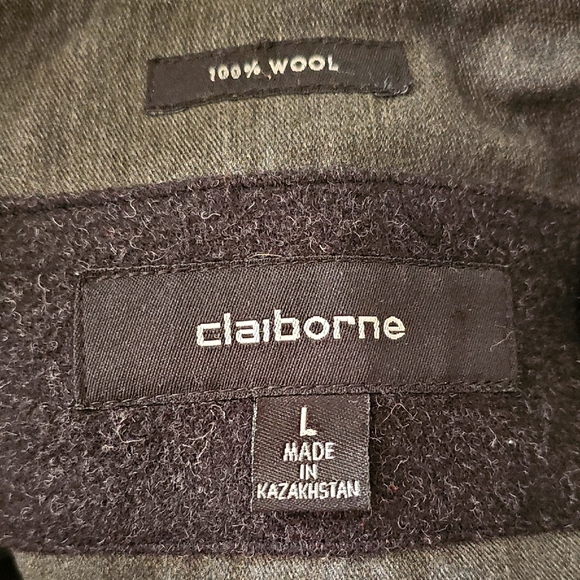 100% WOOL
claiborne
L
MADE
IN
KAZAKHSTAN